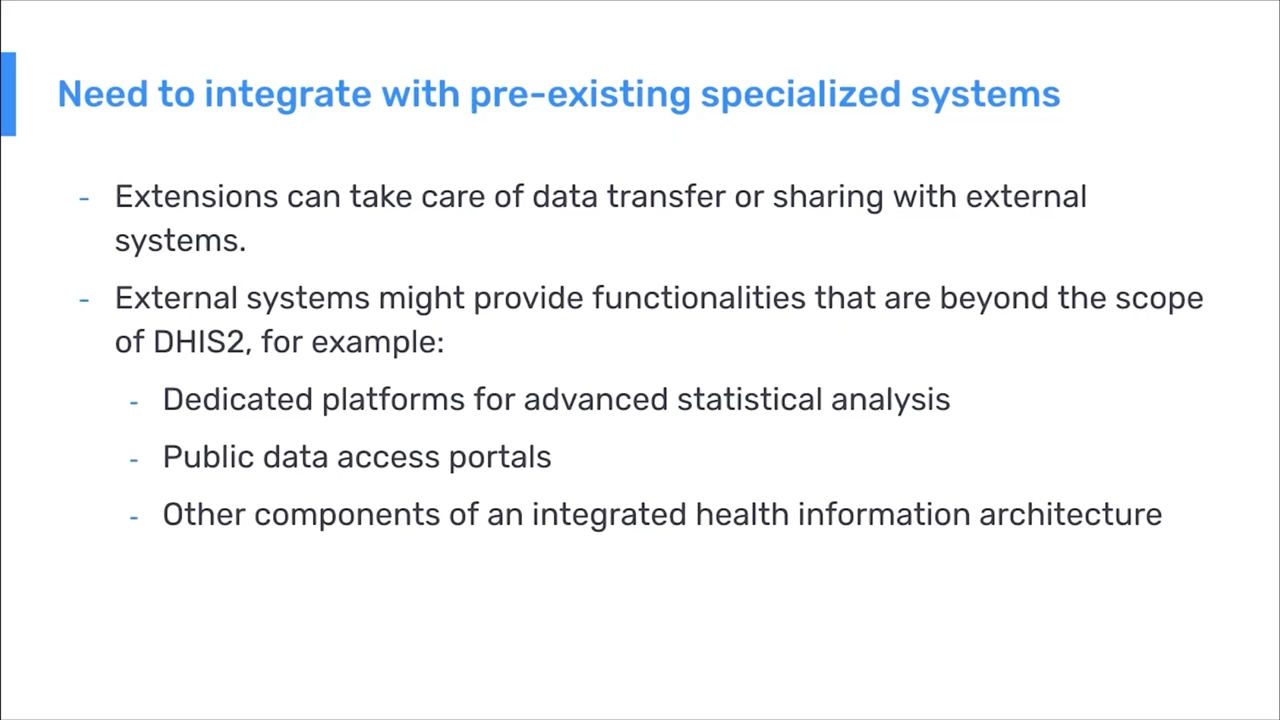 Need to integrate with pre-existing specialized systems
- Extensions can take care of data transfer or sharing with external
systems.
- External systems might provide functionalities that are beyond the scope
of DHIS2, for example:
- Dedicated platforms for advanced statistical analysis
- Public data access portals
- Other components of an integrated health information architecture